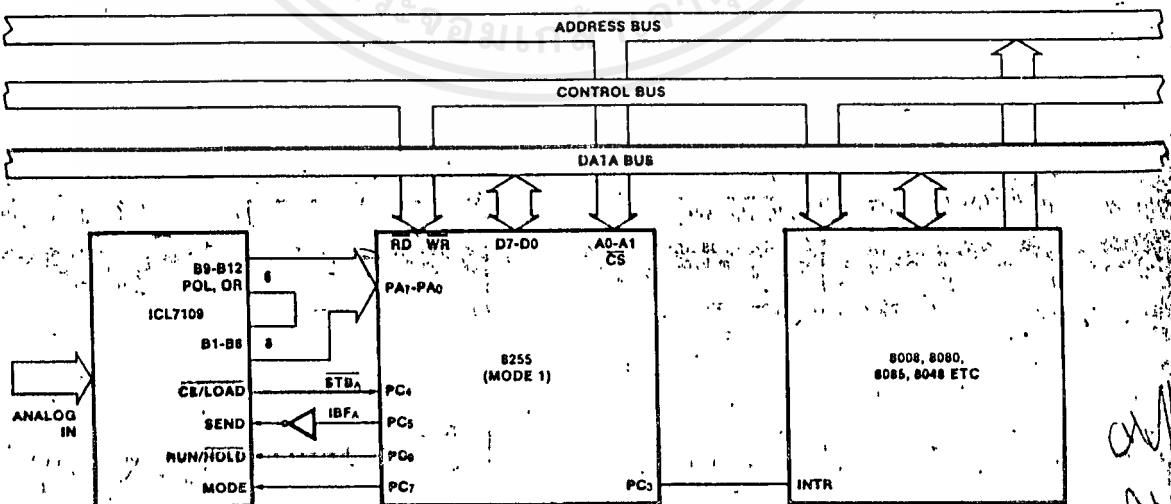 ADDRESS BUS
CONTROL BUS
DATA BUS
RD WR
D7-D0
A0-A1
CS
B9-B12
POL, OR
6
PA7-PA0
ICL7109
B1-B8
8
8255
(MODE 1)
8008, 8080,
8085, 8048 ETC
CE/LOAD
STBA
PC4
ANALOG
IN
SEND
IBFA
PC5
RUN/HOLD
PC6
MODE
PC7
PC3
INTR